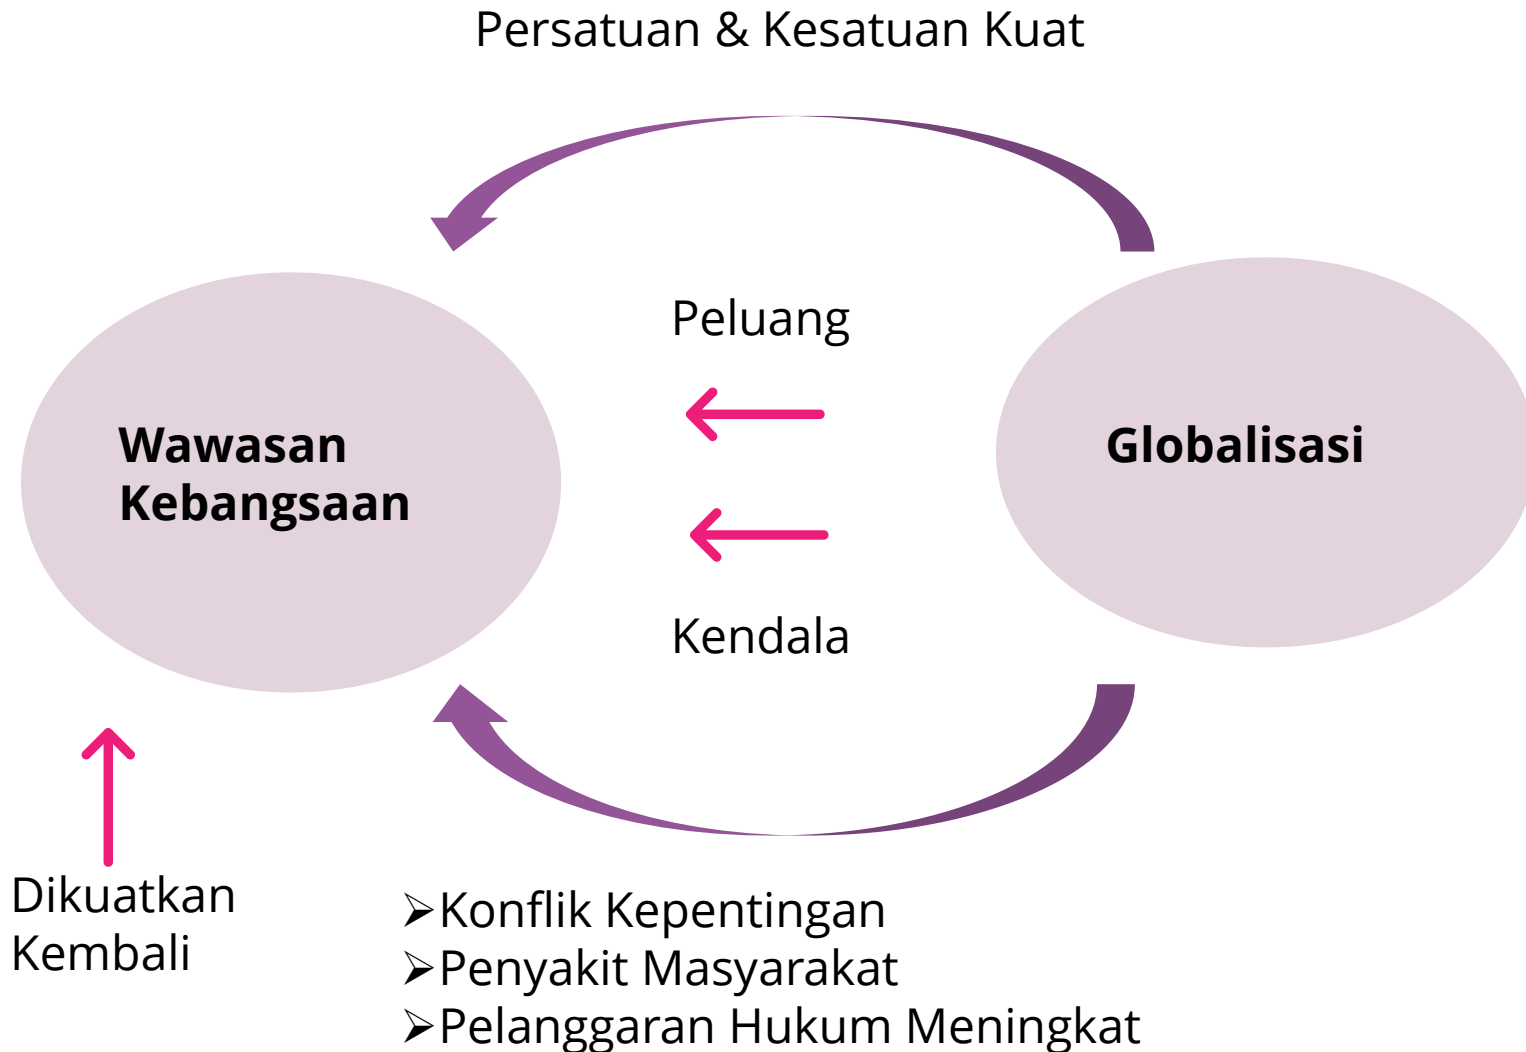 Persatuan & Kesatuan Kuat
Peluang
Wawasan
Kebangsaan
Globalisasi
Kendala
Dikuatkan
Kembali
➢Konflik Kepentingan
➢Penyakit Masyarakat
➢Pelanggaran Hukum Meningkat